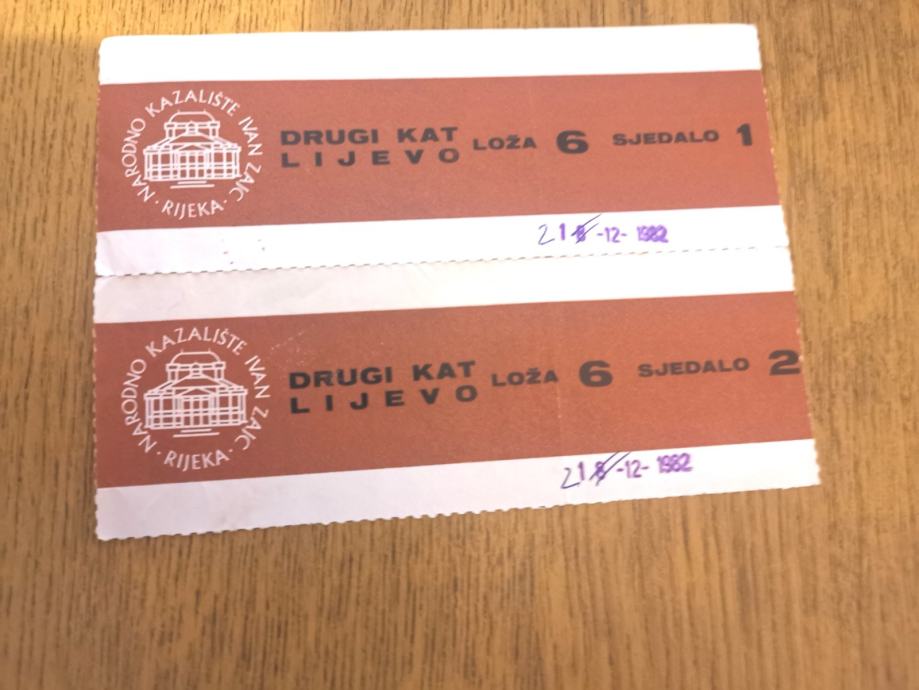 NARODNO KAZALIŠTE IVAN ZAJC · RIJEKA ·
DRUGI KAT
LIJEVO
LOŽA 6 SJEDALO 1
21 -12- 1982
NARODNO KAZALIŠTE IVAN ZAJC · RIJEKA ·
DRUGI KAT
LIJEVO
LOŽA 6 SJEDALO 2
21 -12- 1982